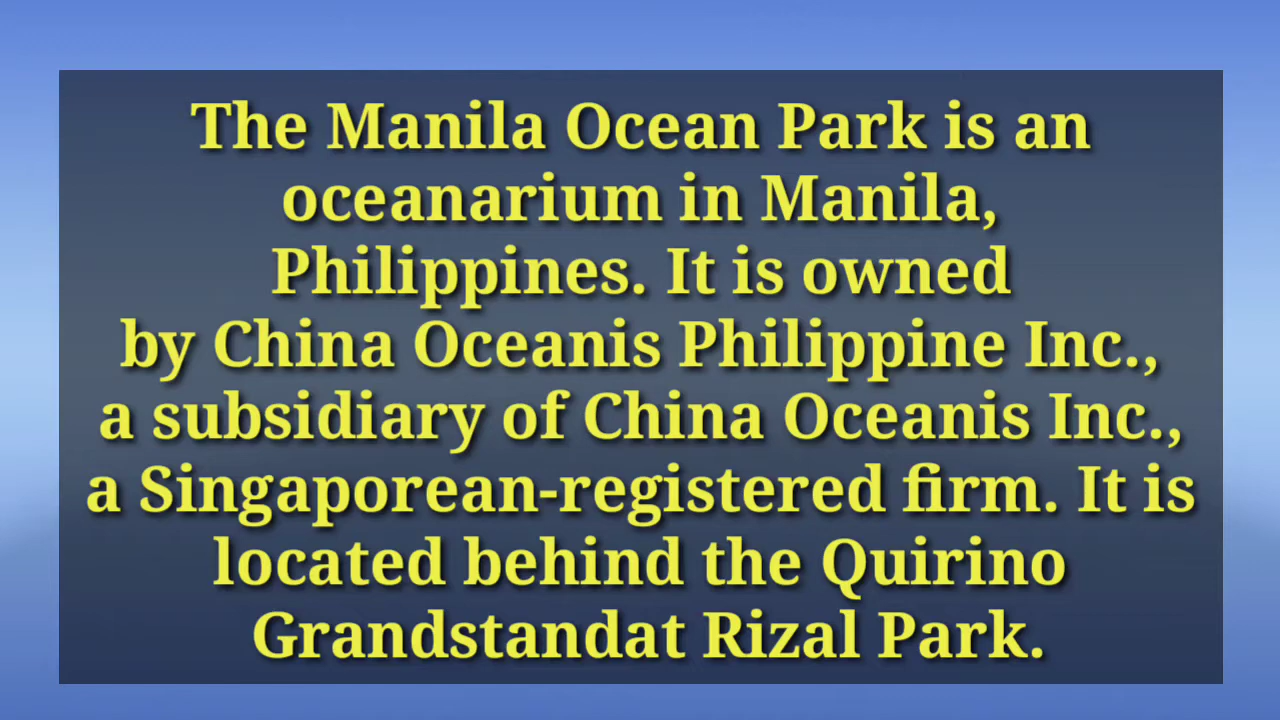 The Manila Ocean Park is an
oceanarium in Manila,
Philippines. It is owned
by China Oceanis Philippine Inc.,
a subsidiary of China Oceanis Inc.,
a Singaporean-registered firm. It is
located behind the Quirino
Grandstandat Rizal Park.